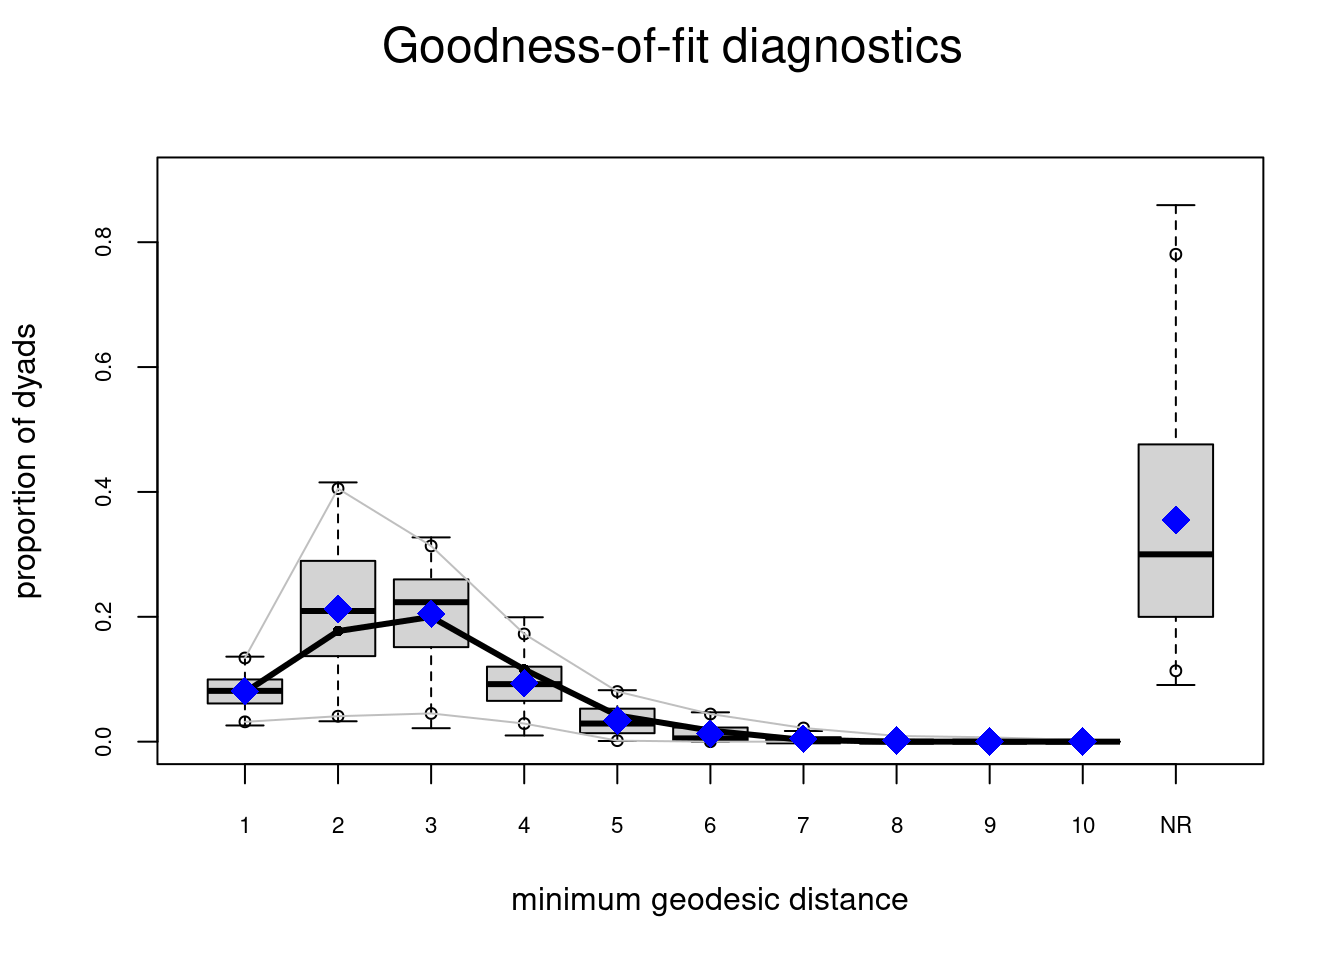 Goodness-of-fit diagnostics
proportion of dyads
0.8
0.6
0.4
0.2
0.0
1 2 3 4 5 6 7 8 9 10 NR
minimum geodesic distance